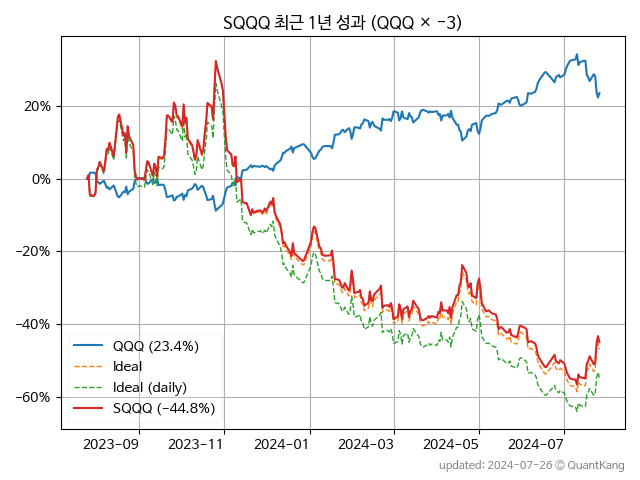 SQQQ 최근 1년 성과 (QQQ × −3)
20%
0%
−20%
−40%
−60%
QQQ (23.4%)
Ideal
Ideal (daily)
SQQQ (−44.8%)
2023−09
2023−11
2024−01
2024−03
2024−05
2024−07
updated: 2024-07-26 © QuantKang